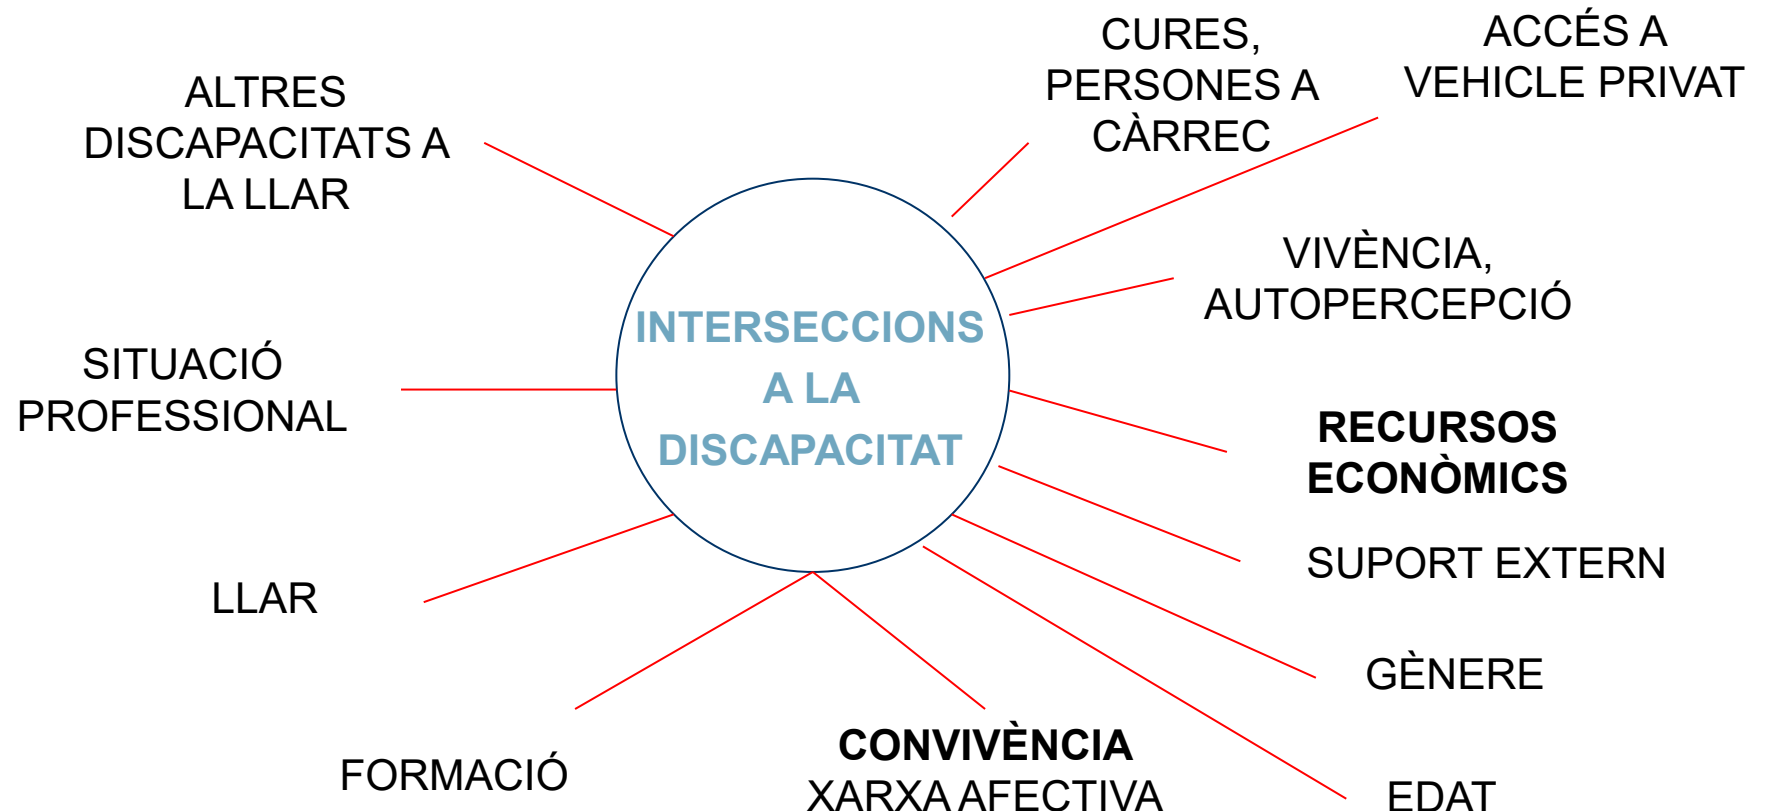 CURES,
PERSONES A
CÀRREC
ACCÉS A
VEHICLE PRIVAT
ALTRES
DISCAPACITATS A
LA LLAR
VIVÈNCIA,
AUTOPERCEPCIÓ
INTERSECCIONS
A LA
DISCAPACITAT
SITUACIÓ
PROFESSIONAL
RECURSOS
ECONÒMICS
SUPORT EXTERN
LLAR
GÈNERE
FORMACIÓ
CONVIVÈNCIA
XARXA AFECTIVA
EDAT